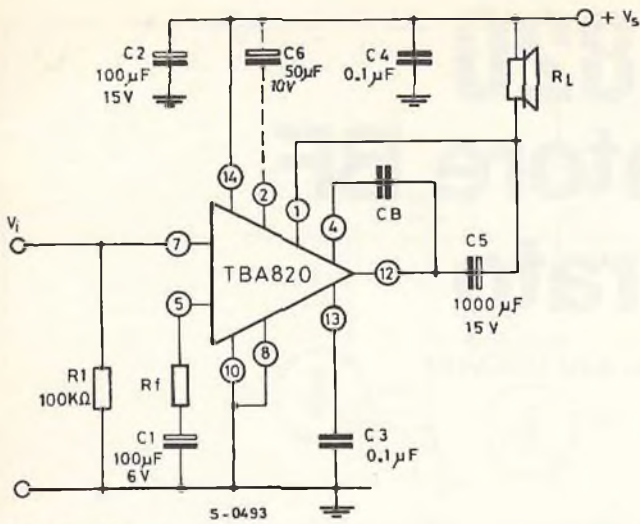 + Vs
C2
100µF
15V
C6
50µF
10V
C4
0.1µF
RL
14
2
1
4
CB
Vi
7
TBA820
12
C5
1000µF
15V
5
13
8
10
R1
100KΩ
Rf
C1
100µF
6V
C3
0.1µF
S-0493